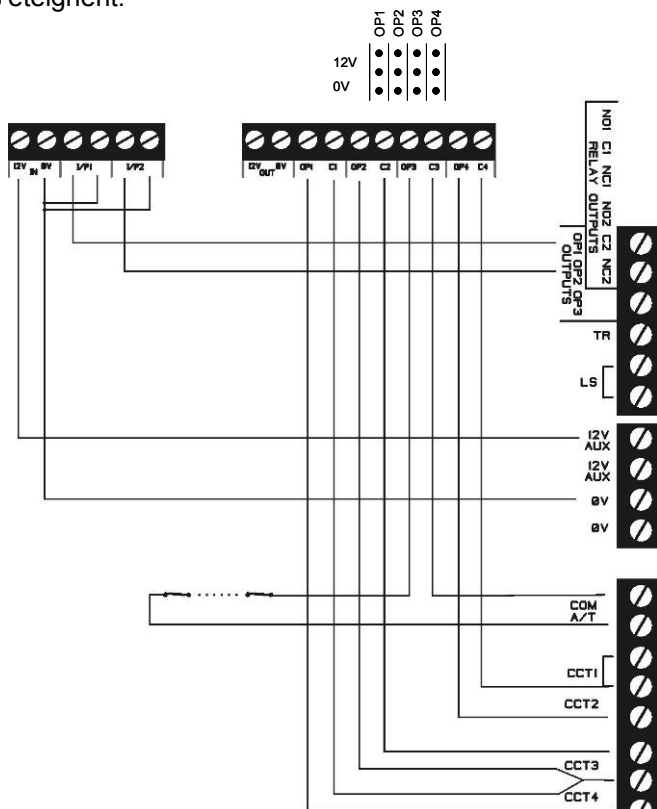 éteignent.
OP1 OP2 OP3 OP4
12V
0V
12V 0V I/P1 I/P2
IN
12V 0V OP1 C1 OP2 C2 OP3 C3 OP4 C4
OUT
NO1 C1 NC1 NO2 C2 NC2
RELAY OUTPUTS
OP1 OP2 OP3
OUTPUTS
TR
LS
12V
AUX
12V
AUX
0V
0V
COM
A/T
CCT1
CCT2
CCT3
CCT4